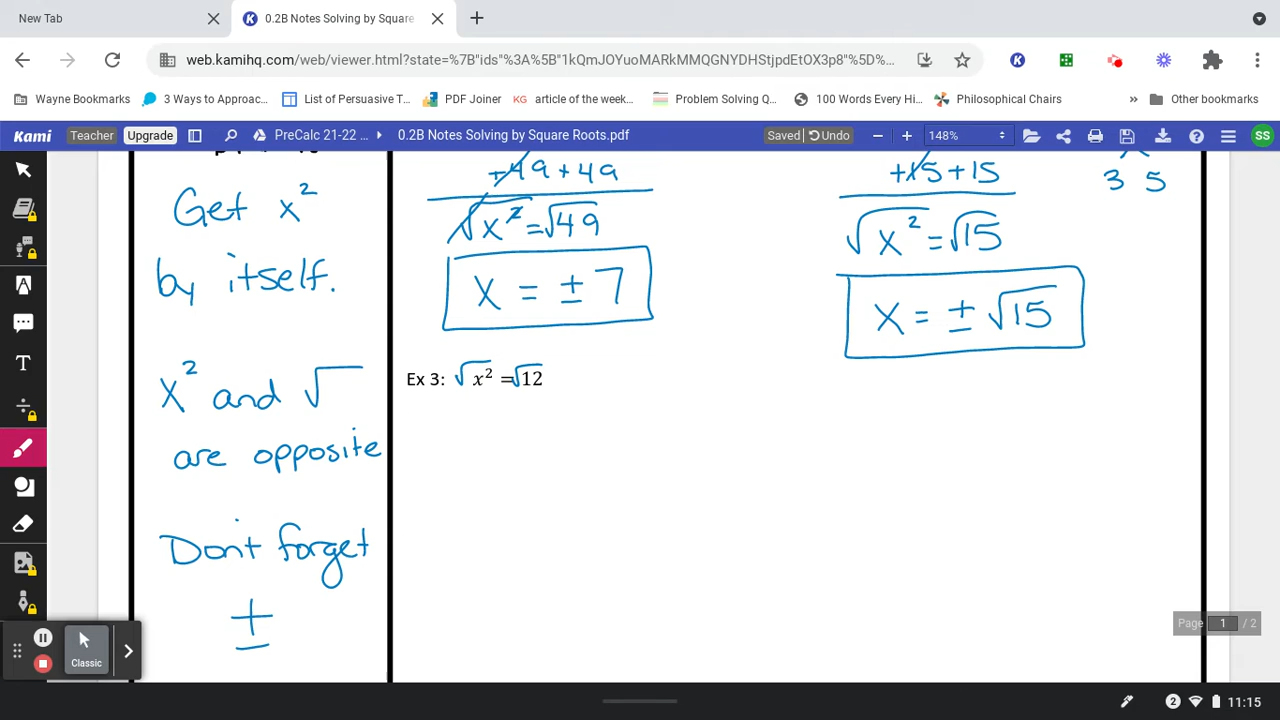 New Tab
0.2B Notes Solving by Square
web.kamihq.com/web/viewer.html?state=%7B"ids"%3A%5B"1kQmJOYuoMARkMMQGNYDHStjpdEtOX3p8"%5D%...
Wayne Bookmarks
3 Ways to Approac...
List of Persuasive T...
PDF Joiner
KG article of the week...
Problem Solving Q...
100 Words Every Hi...
Philosophical Chairs
» Other bookmarks
Kami Teacher Upgrade
PreCalc 21-22 ...
0.2B Notes Solving by Square Roots.pdf
Saved Undo
148%
SS
Get x²
by itself.
x² and √
are opposite
Don't forget
±
+49 +49
√x² = √49
x = ± 7
+15 +15
3 5
√x² = √15
x = ± √15
Ex 3: √x² = √12
Page 1 / 2
Classic
2 11:15